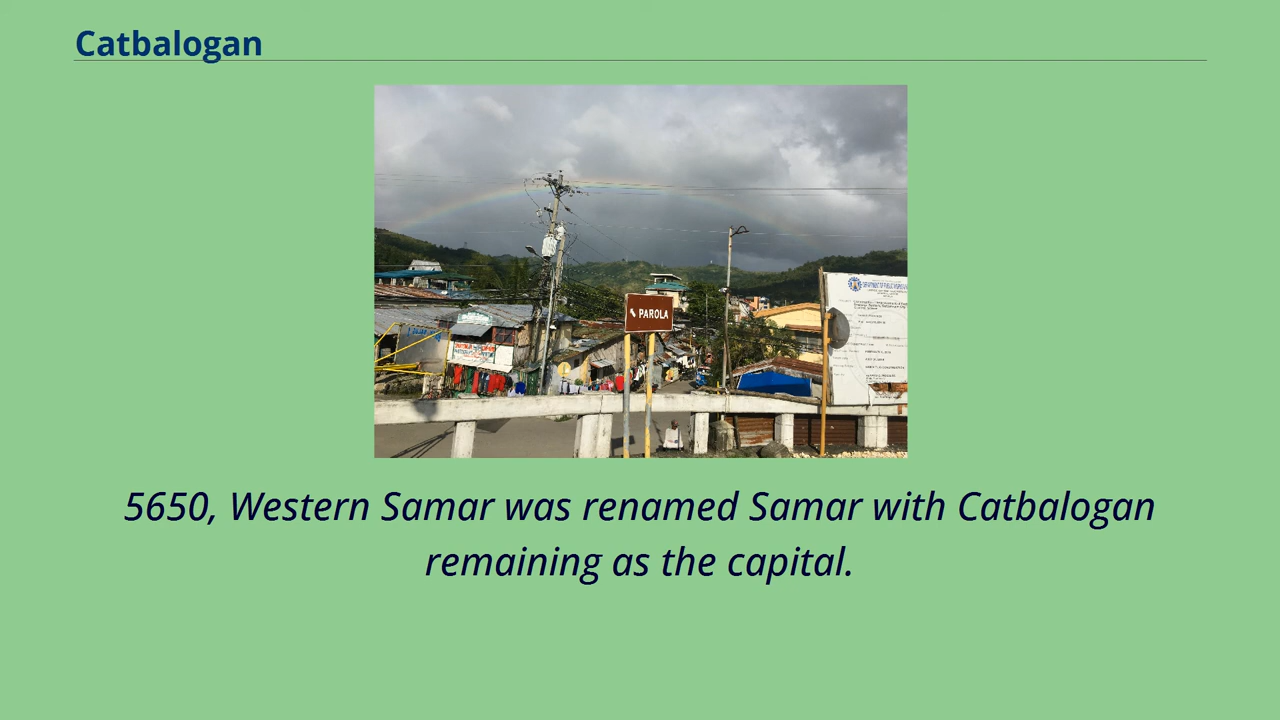 Catbalogan
PAROLA
5650, Western Samar was renamed Samar with Catbalogan
remaining as the capital.